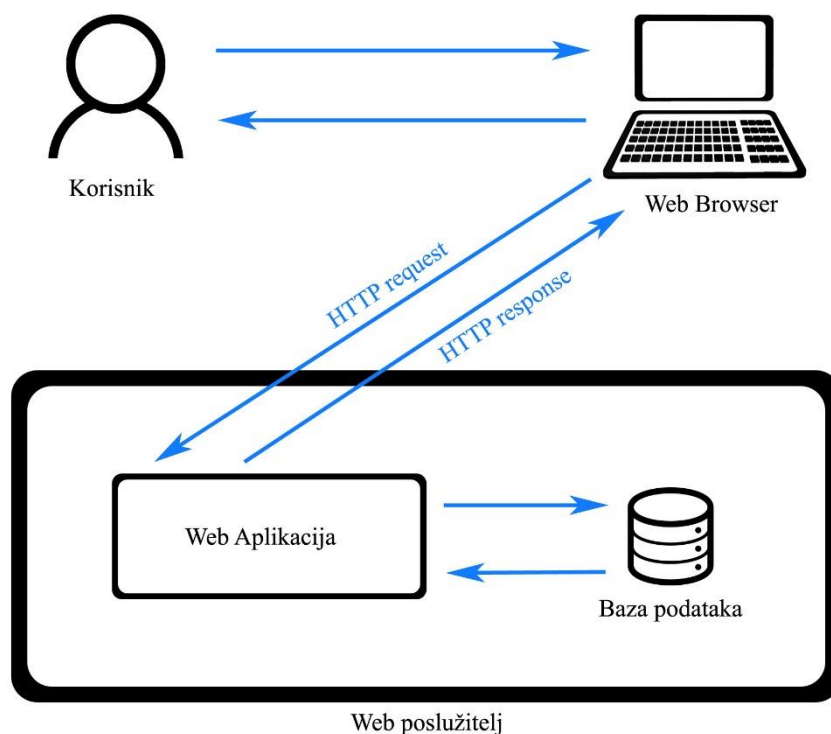 Korisnik
Web Browser
HTTP request
HTTP response
Web Aplikacija
Baza podataka
Web poslužitelj